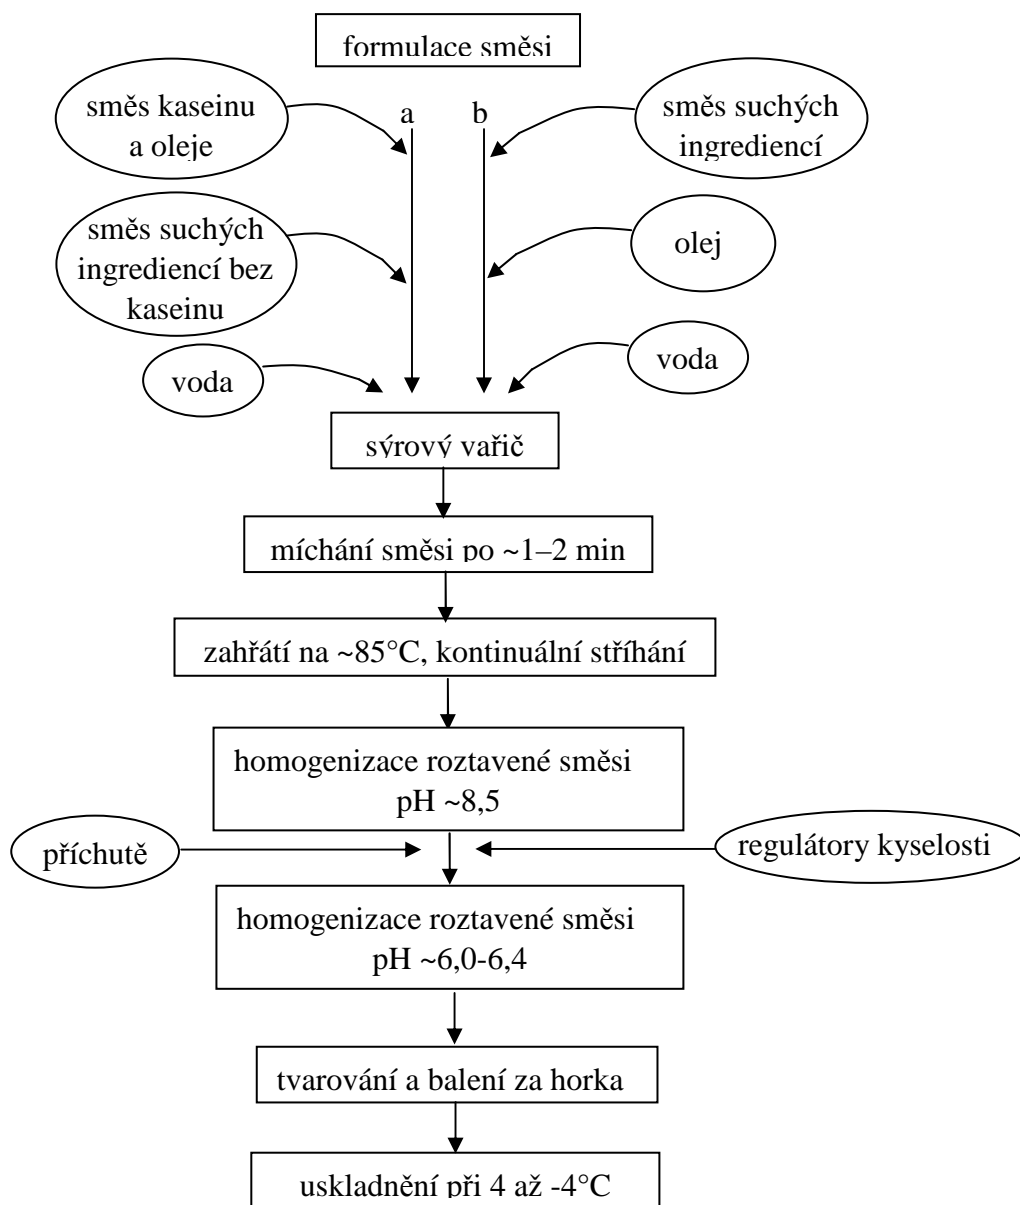 formulace směsi
směs kaseinu
a oleje
a
b
směs suchých
ingrediencí
směs suchých
ingrediencí bez
kaseinu
olej
voda
voda
sýrový vařič
míchání směsi po ~1–2 min
zahřátí na ~85°C, kontinuální stříhání
homogenizace roztavené směsi
pH ~8,5
příchutě
regulátory kyselosti
homogenizace roztavené směsi
pH ~6,0-6,4
tvarování a balení za horka
uskladnění při 4 až -4°C